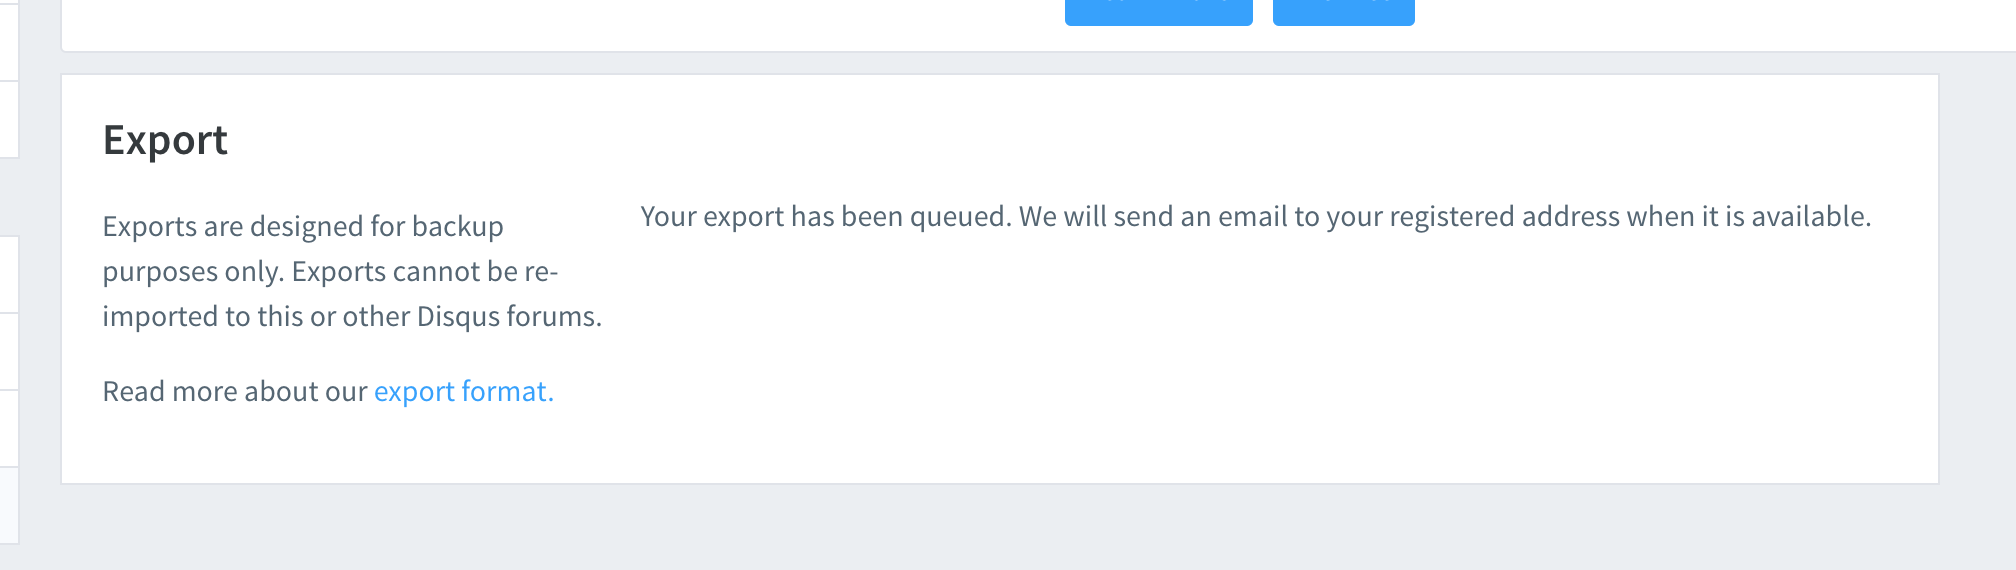 Export
Exports are designed for backup
purposes only. Exports cannot be re-
imported to this or other Disqus forums.
Read more about our export format.
Your export has been queued. We will send an email to your registered address when it is available.